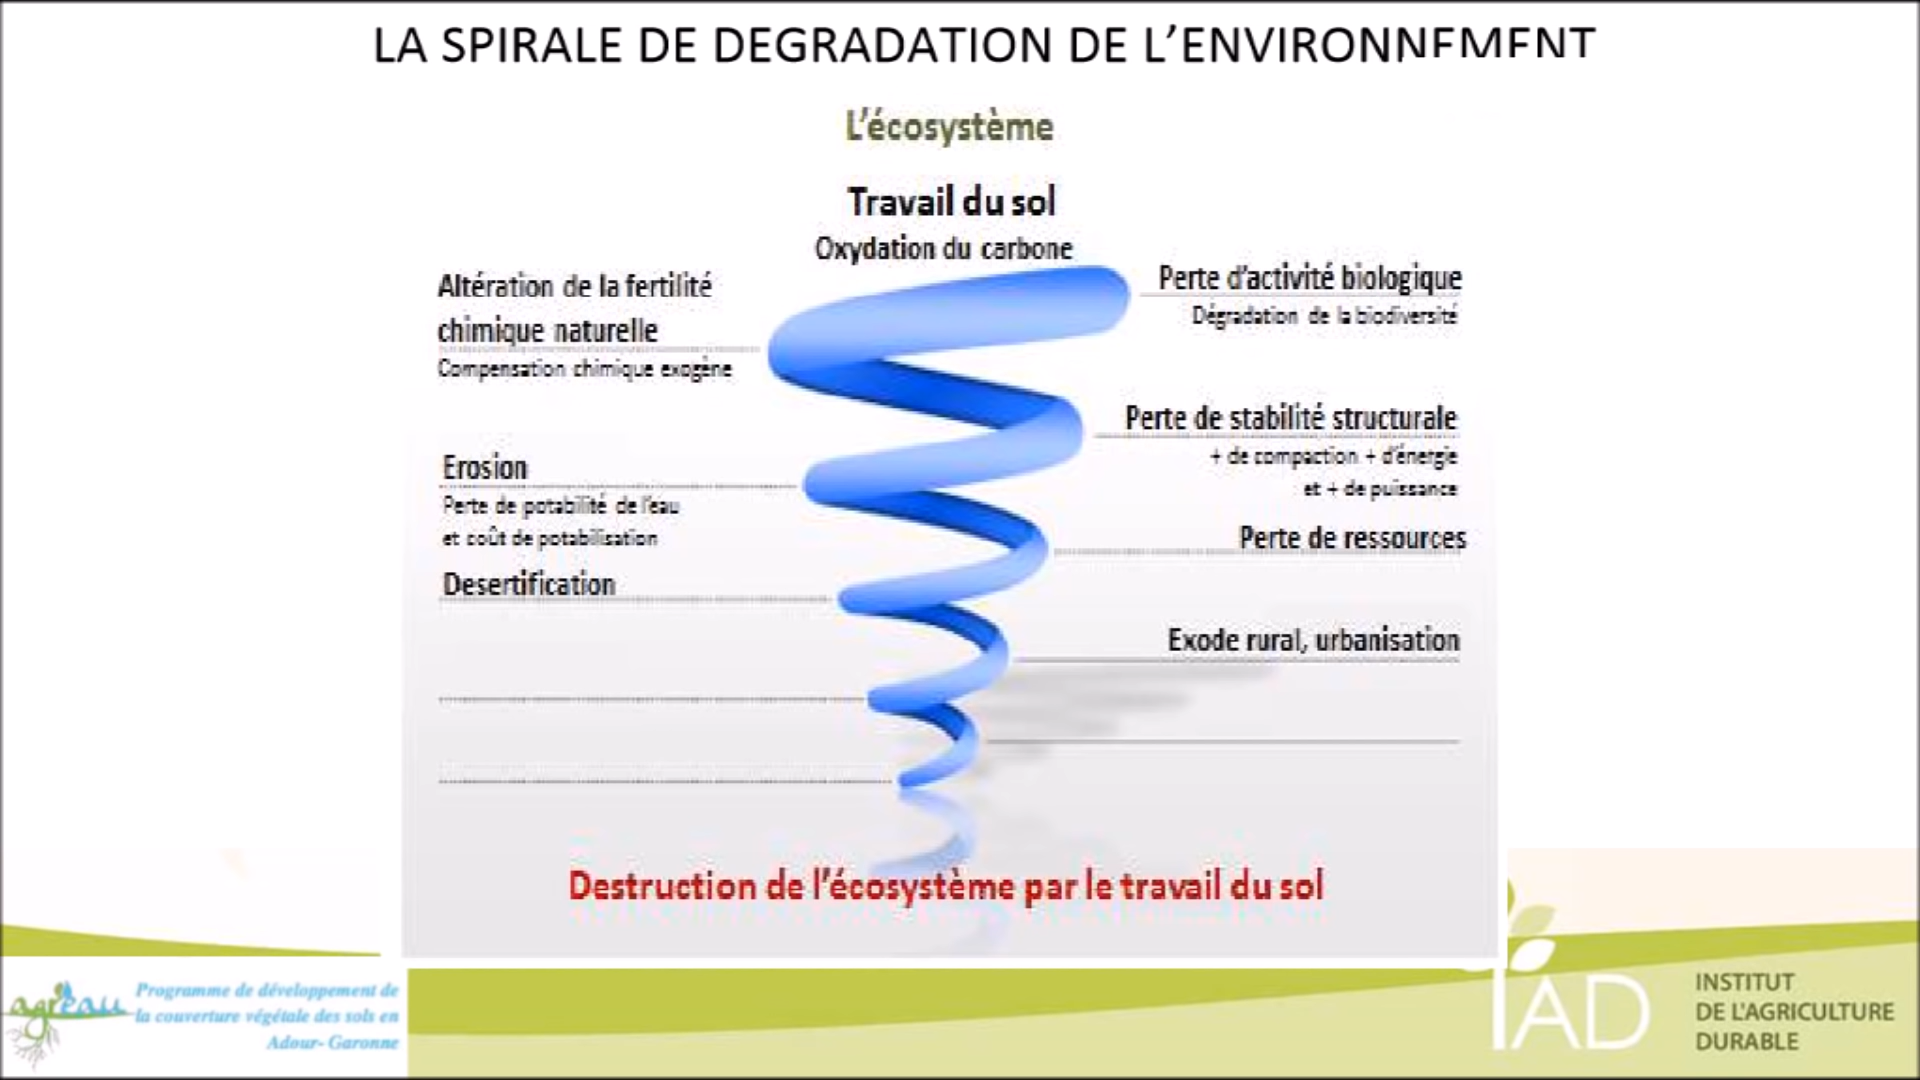 LA SPIRALE DE DEGRADATION DE L'ENVIRONNEMENT
L'écosystème
Travail du sol
Oxydation du carbone
Altération de la fertilité
chimique naturelle
Compensation chimique exogène
Perte d'activité biologique
Dégradation de la biodiversité
Perte de stabilité structurale
+ de compaction + d'énergie
et + de puissance
Erosion
Perte de potabilité de l'eau
et coût de potabilisation
Perte de ressources
Desertification
Exode rural, urbanisation
Destruction de l'écosystème par le travail du sol
agr'eau
Programme de développement de
la couverture végétale des sols en
Adour- Garonne
IAD
INSTITUT
DE L'AGRICULTURE
DURABLE